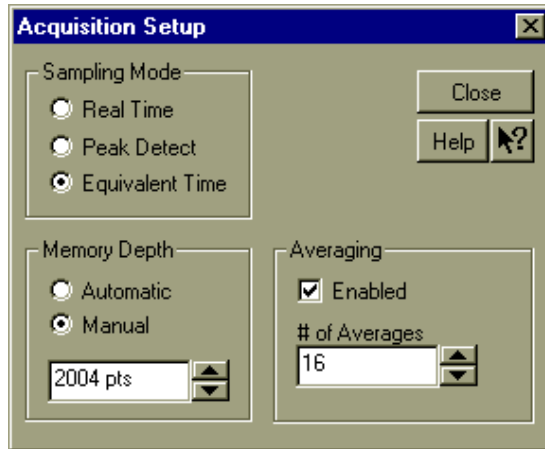 Acquisition Setup
Sampling Mode
Real Time
Peak Detect
Equivalent Time
Close
Help
Memory Depth
Automatic
Manual
2004 pts
Averaging
Enabled
# of Averages
16